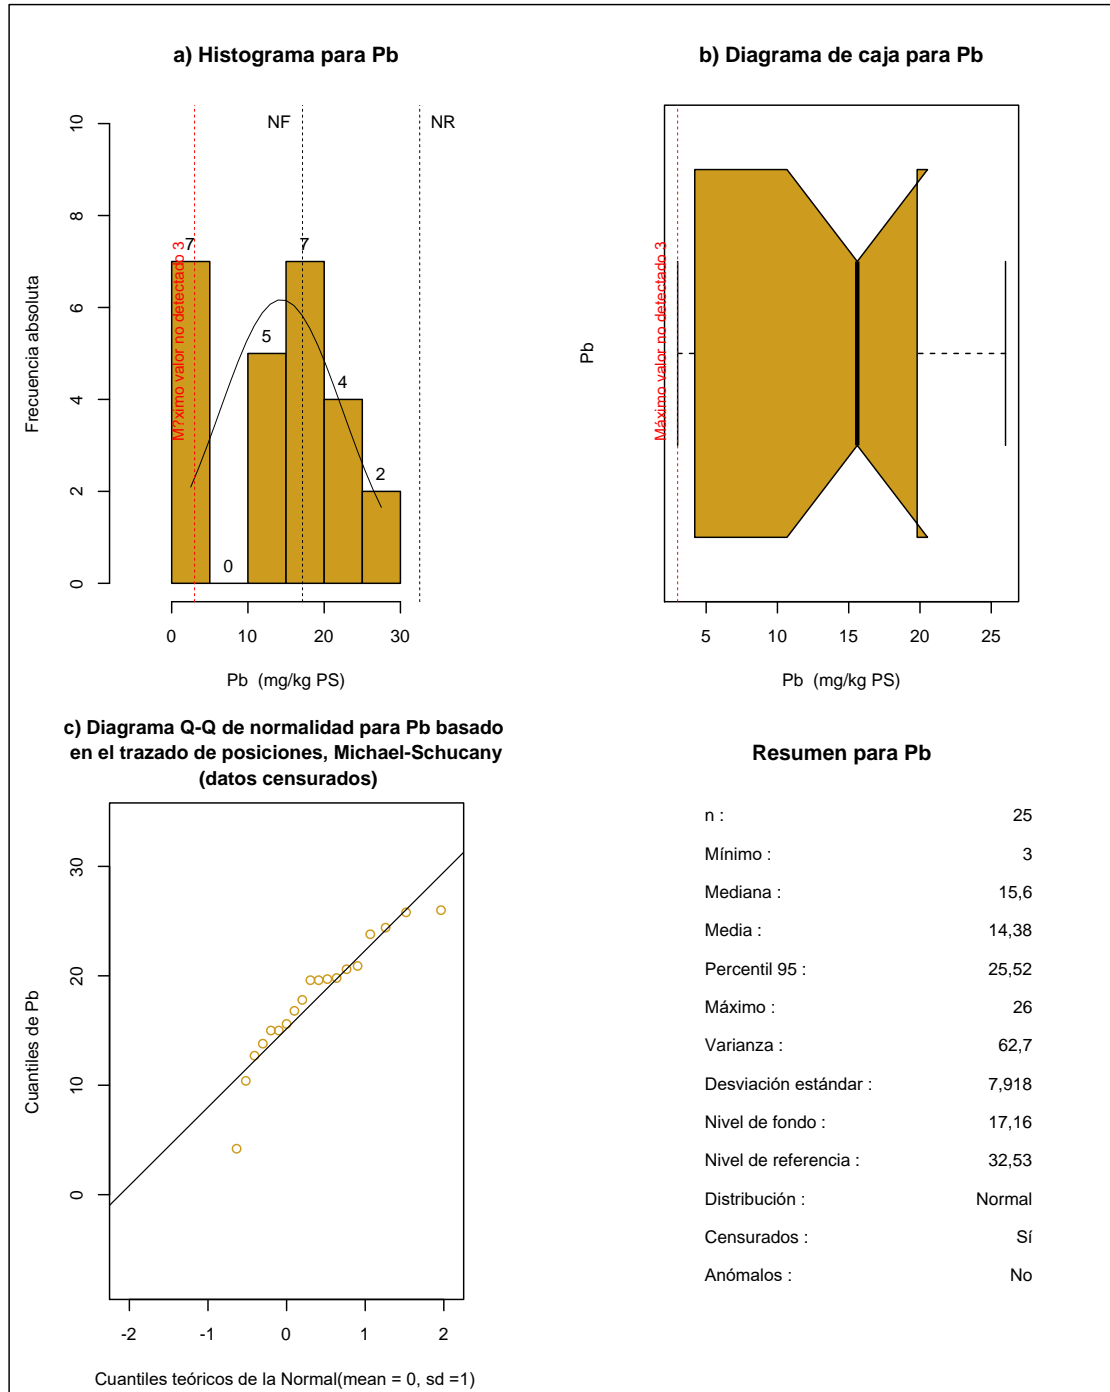 a) Histograma para Pb
Frecuencia absoluta
10
8
6
4
2
0
NF
NR
7
0
5
7
4
2
M?ximo valor no detectado 3
0
10
20
30
Pb  (mg/kg PS)
b) Diagrama de caja para Pb
Pb
Máximo valor no detectado 3
5
10
15
20
25
Pb  (mg/kg PS)
c) Diagrama Q-Q de normalidad para Pb basado
en el trazado de posiciones, Michael-Schucany
(datos censurados)
Cuantiles de Pb
30
20
10
0
-2
-1
0
1
2
Cuantiles teóricos de la Normal(mean = 0, sd =1)
Resumen para Pb
n : 25
Mínimo : 3
Mediana : 15,6
Media : 14,38
Percentil 95 : 25,52
Máximo : 26
Varianza : 62,7
Desviación estándar : 7,918
Nivel de fondo : 17,16
Nivel de referencia : 32,53
Distribución : Normal
Censurados : Sí
Anómalos : No